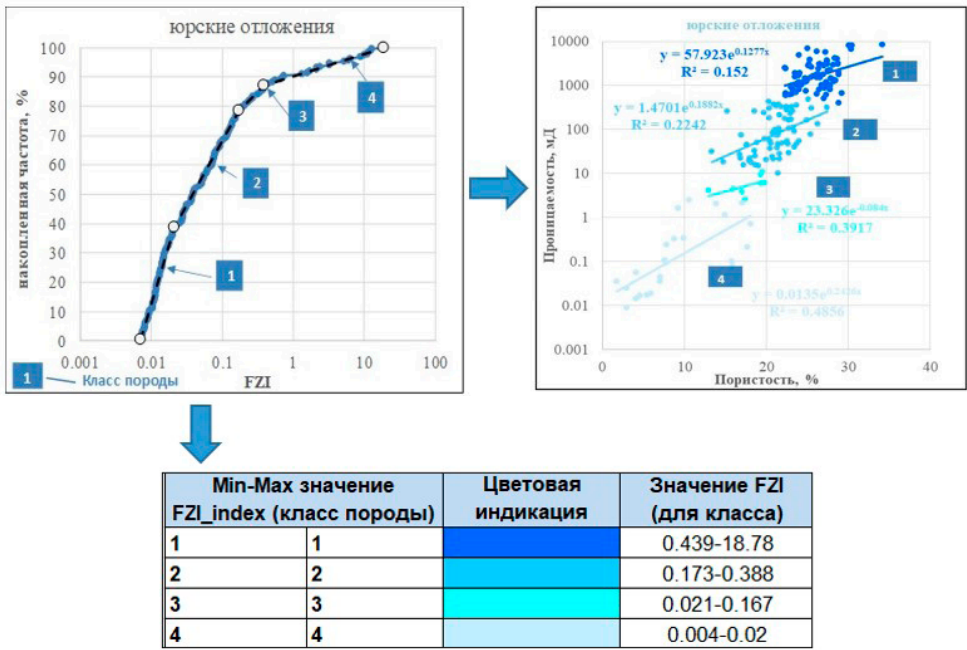 юрские отложения
накопленная частота, %
100
90
80
70
60
50
40
30
20
10
0
4
3
2
1
0.001 0.01 0.1 1 10 100
FZI
1 Класс породы
юрские отложения
Проницаемость, мД
10000
1000
100
10
1
0.1
0.01
0.001
y = 57.923e^0.1277x
R² = 0.152
1
y = 1.4701e^0.1892x
R² = 0.2242
2
3
y = 23.326e^-0.084x
R² = 0.3917
4
R² = 0.4856
0 10 20 30 40
Пористость, %
Min-Max значение FZI_index (класс породы) Цветовая индикация Значение FZI (для класса)
1 1 0.439-18.78
2 2 0.173-0.388
3 3 0.021-0.167
4 4 0.004-0.02